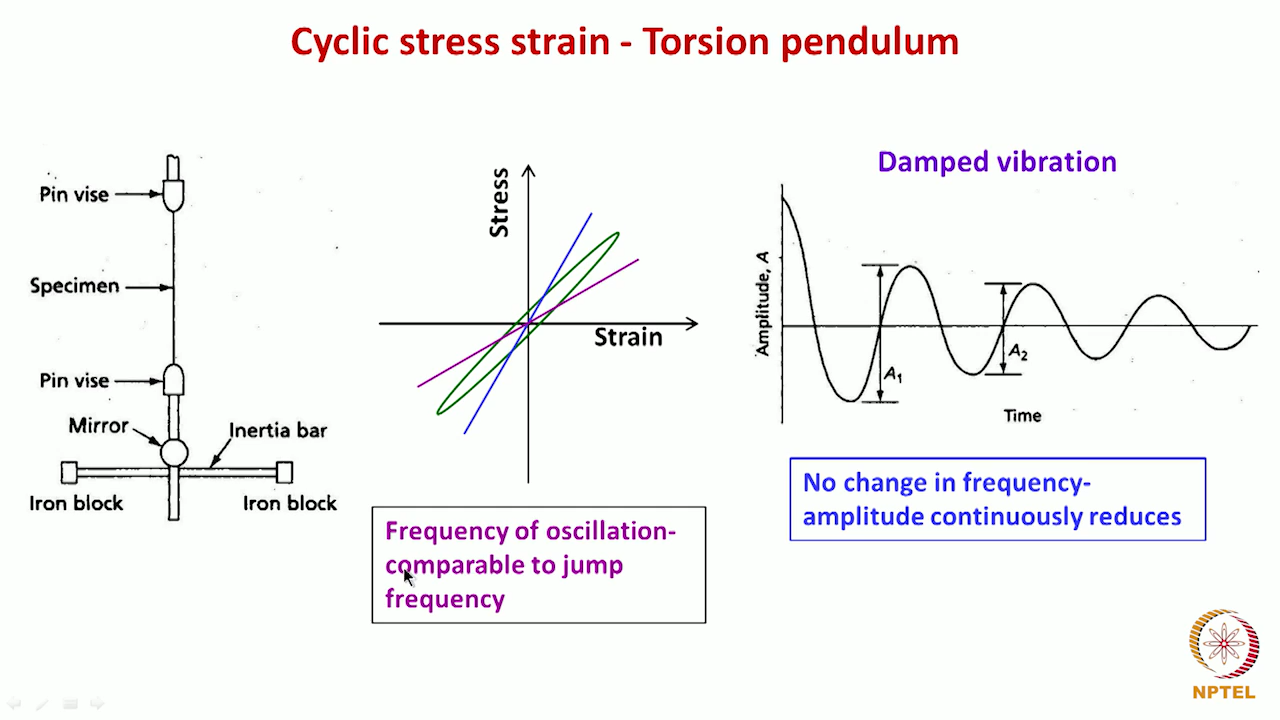 Cyclic stress strain - Torsion pendulum
Pin vise
Specimen
Pin vise
Mirror
Inertia bar
Iron block
Iron block
Stress
Strain
Frequency of oscillation-
comparable to jump
frequency
Damped vibration
Amplitude, A
A1
A2
Time
No change in frequency-
amplitude continuously reduces
NPTEL